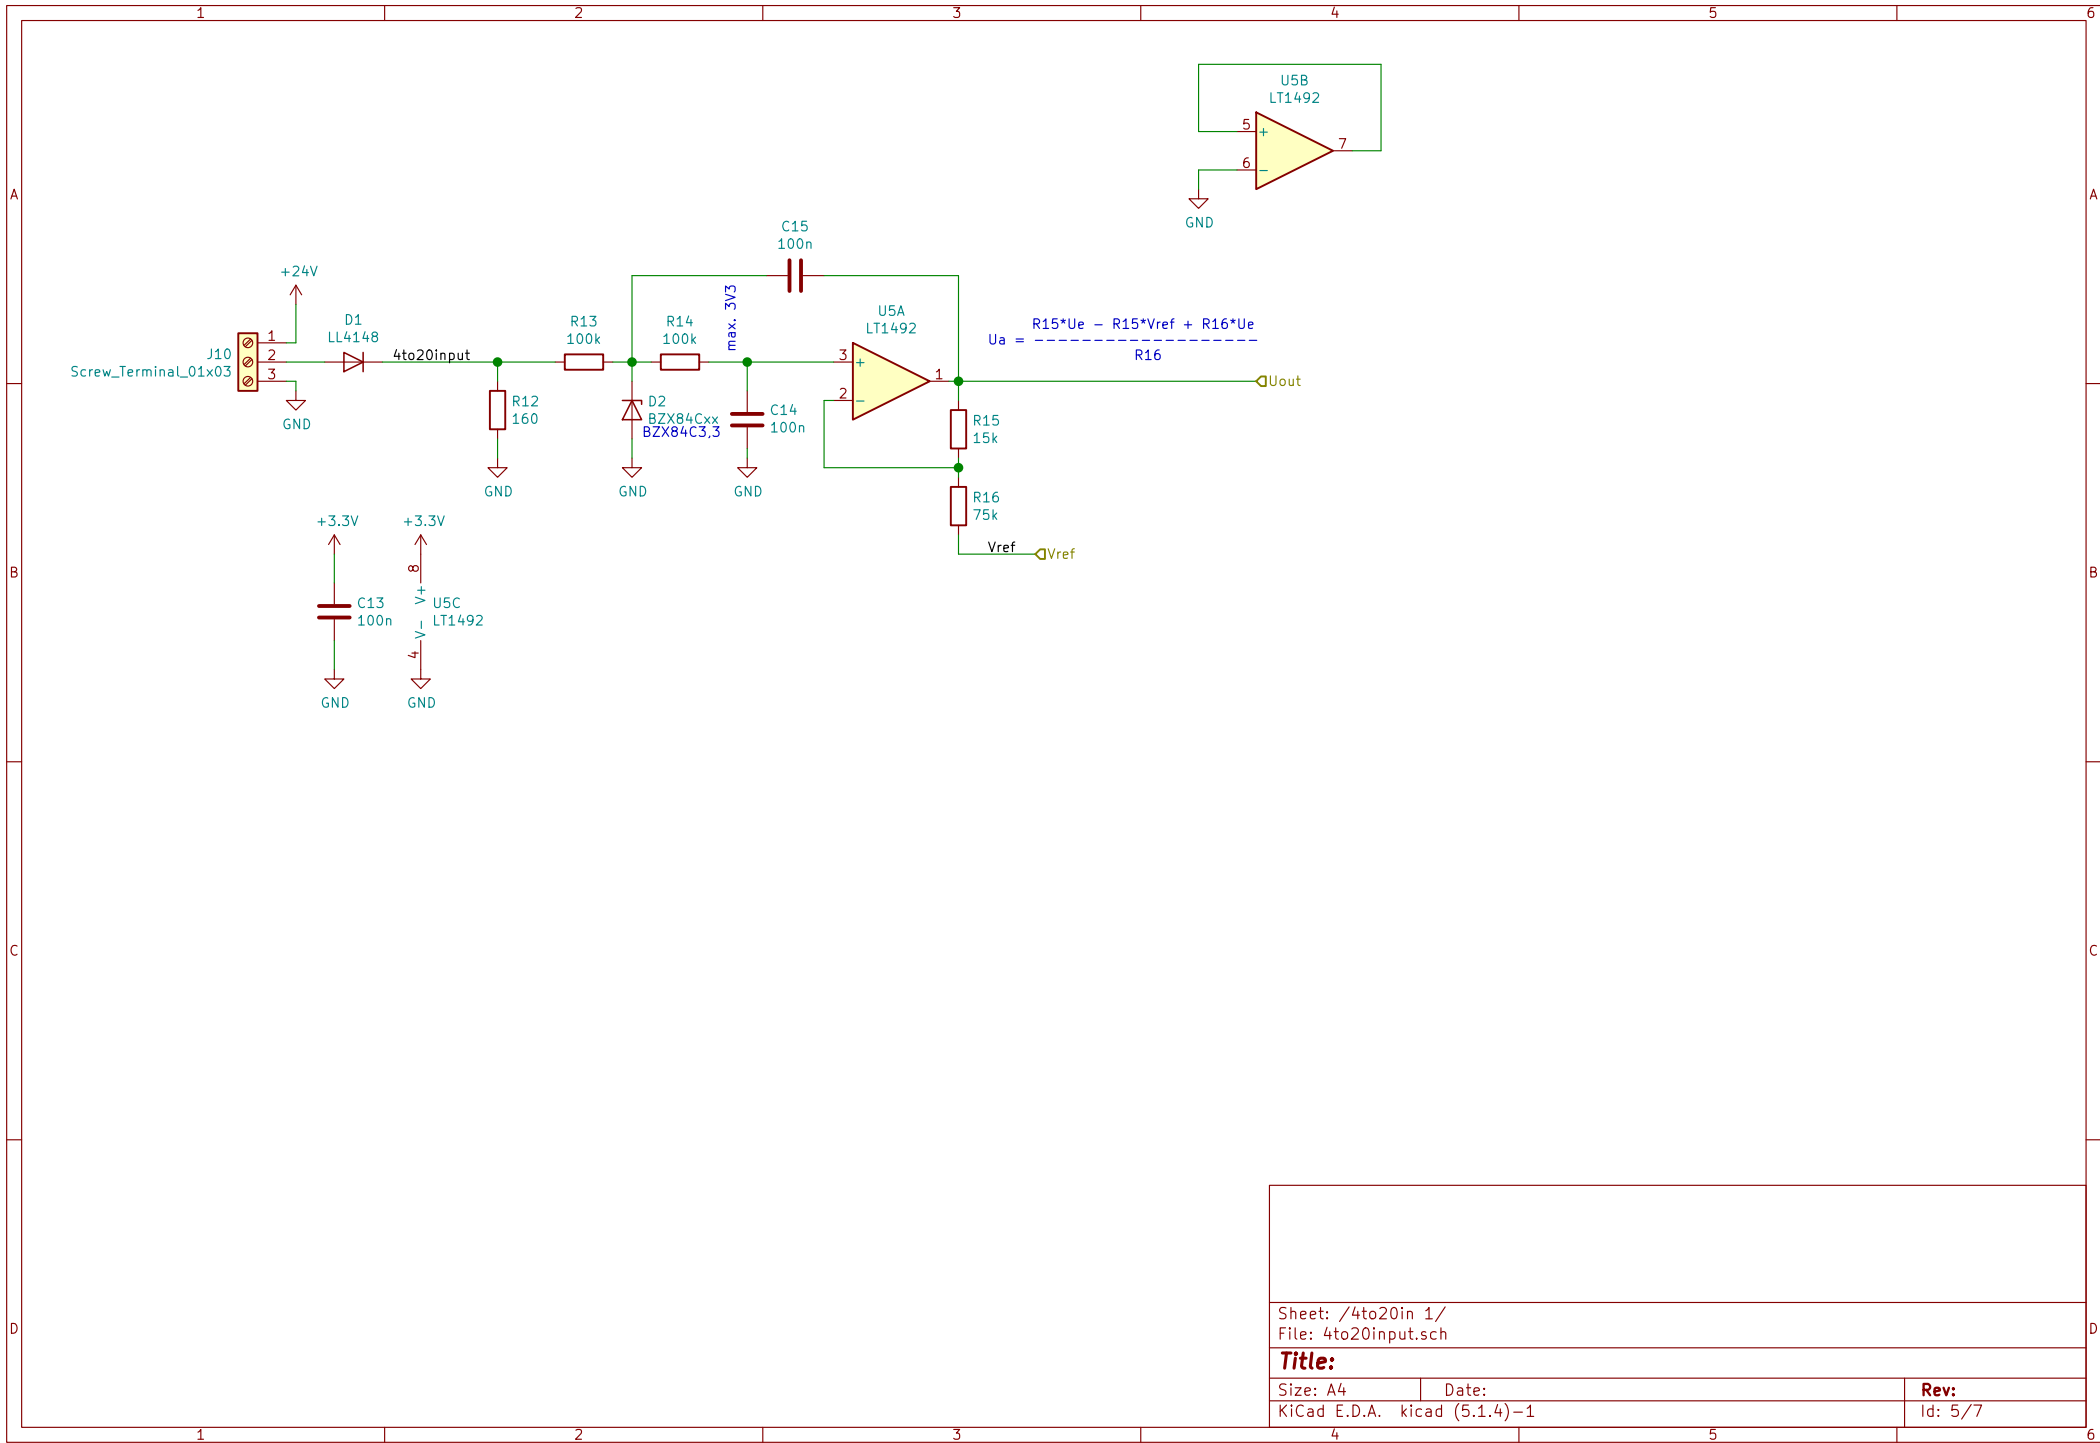 1 2 3 4 5 6
U5B
LT1492
5
+
7
6
−
GND
A A
C15
100n
+24V
max. 3V3
U5A
LT1492
D1
LL4148
R13
100k
R14
100k
R15*Ue − R15*Vref + R16*Ue
Ua = −−−−−−−−−−−−−−−−−−−
R16
J10
Screw_Terminal_01x03
1
2
3
4to20input
3
+
1
2
−
Uout
GND
R12
160
D2
BZX84Cxx
BZX84C3,3
C14
100n
R15
15k
GND
GND
GND
R16
75k
Vref
Vref
+3.3V
+3.3V
B B
8
V+
C13
100n
U5C
LT1492
V−
4
GND
GND
C C
D D
Sheet: /4to20in 1/
File: 4to20input.sch
Title:
Size: A4
Date:
Rev:
KiCad E.D.A. kicad (5.1.4)−1
Id: 5/7
1 2 3 4 5 6